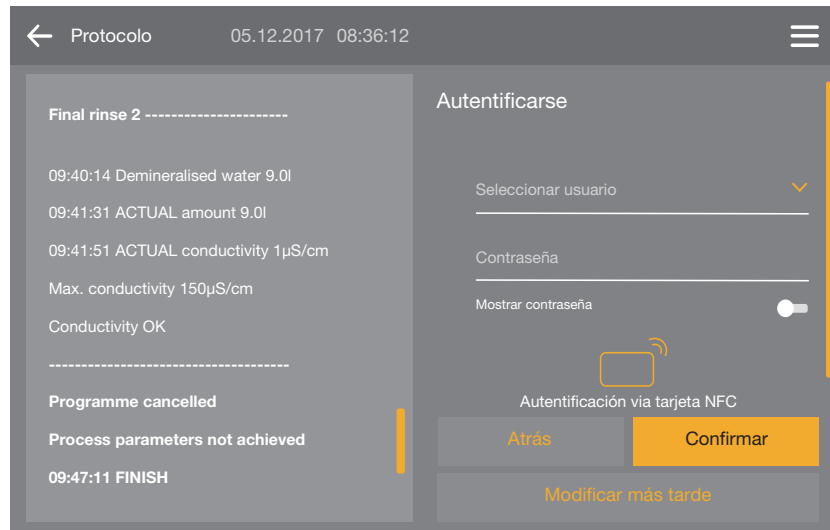 Protocolo 05.12.2017 08:36:12
Final rinse 2 ----------------------
09:40:14 Demineralised water 9.0l
09:41:31 ACTUAL amount 9.0l
09:41:51 ACTUAL conductivity 1µS/cm
Max. conductivity 150µS/cm
Conductivity OK
-------------------------------------
Programme cancelled
Process parameters not achieved
09:47:11 FINISH
Autentificarse
Seleccionar usuario
Contraseña
Mostrar contraseña
Autentificación via tarjeta NFC
Atrás Confirmar
Modificar más tarde